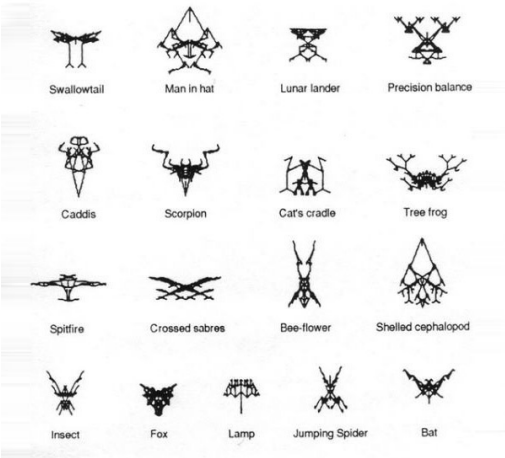 Swallowtail Man in hat Lunar lander Precision balance
Caddis Scorpion Cat's cradle Tree frog
Spitfire Crossed sabres Bee-flower Shelled cephalopod
Insect Fox Lamp Jumping Spider Bat